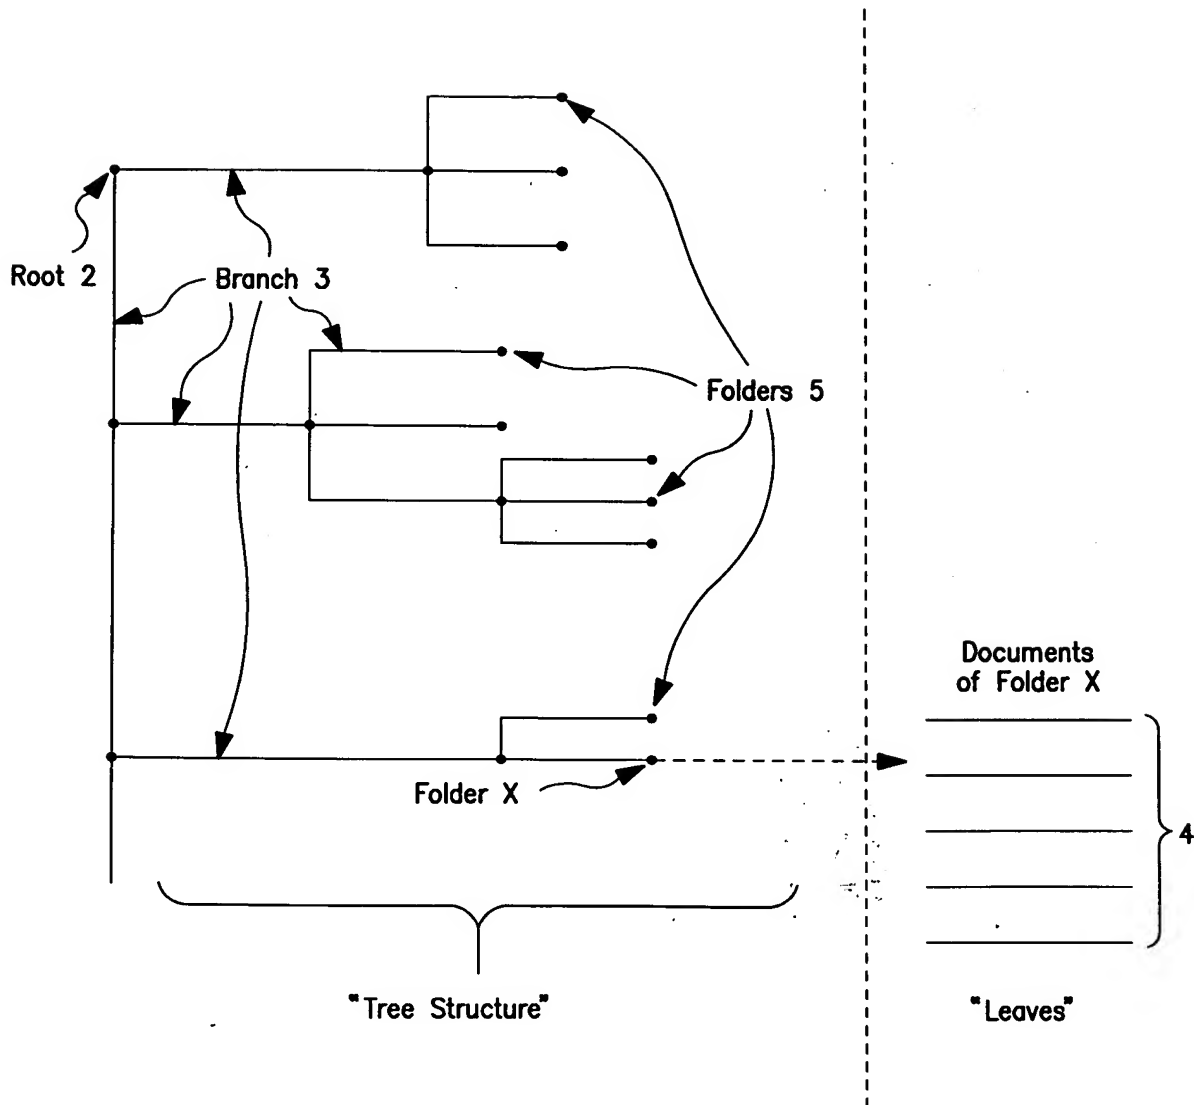 Root 2
Branch 3
Folders 5
Documents
of Folder X
Folder X
4
"Tree Structure"
"Leaves"